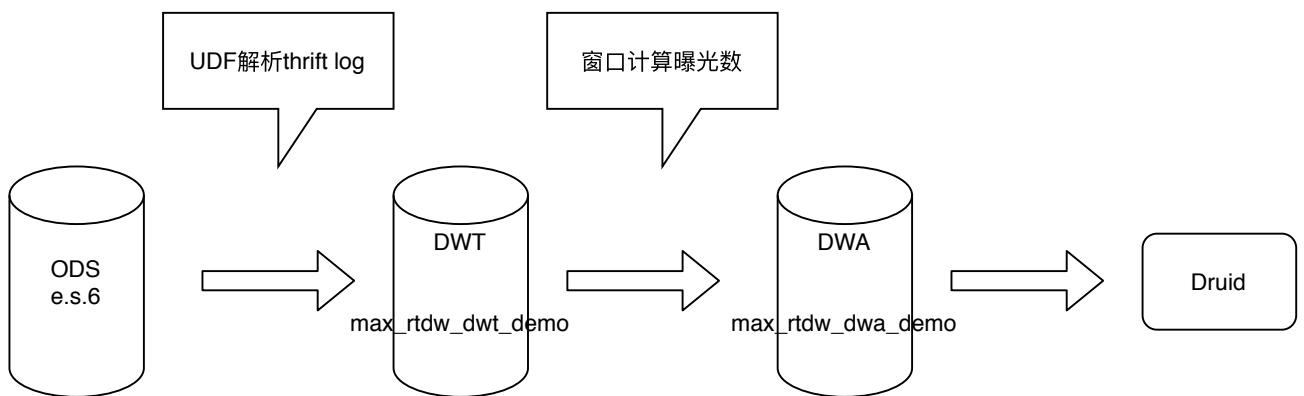 UDF解析thrift log
窗口计算曝光数
ODS
e.s.6
DWT
max_rtdw_dwt_demo
DWA
max_rtdw_dwa_demo
Druid